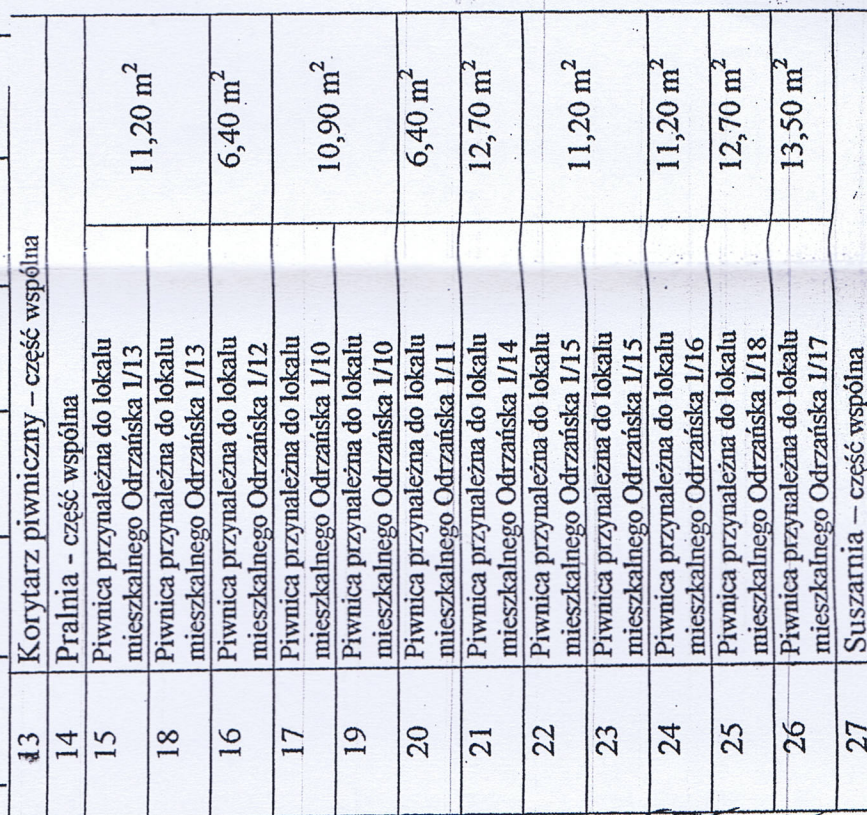 13 Korytarz piwniczny – część wspólna
14 Pralnia - część wspólna
15 Piwnica przynależna do lokalu
mieszkalnego Odrzańska 1/13
11,20 m²
18 Piwnica przynależna do lokalu
mieszkalnego Odrzańska 1/13
16 Piwnica przynależna do lokalu
mieszkalnego Odrzańska 1/12
6,40 m²
17 Piwnica przynależna do lokalu
mieszkalnego Odrzańska 1/10
10,90 m²
19 Piwnica przynależna do lokalu
mieszkalnego Odrzańska 1/10
20 Piwnica przynależna do lokalu
mieszkalnego Odrzańska 1/11
6,40 m²
21 Piwnica przynależna do lokalu
mieszkalnego Odrzańska 1/14
12,70 m²
22 Piwnica przynależna do lokalu
mieszkalnego Odrzańska 1/15
11,20 m²
23 Piwnica przynależna do lokalu
mieszkalnego Odrzańska 1/15
24 Piwnica przynależna do lokalu
mieszkalnego Odrzańska 1/16
11,20 m²
25 Piwnica przynależna do lokalu
mieszkalnego Odrzańska 1/18
12,70 m²
26 Piwnica przynależna do lokalu
mieszkalnego Odrzańska 1/17
13,50 m²
27 Suszarnia – część wspólna